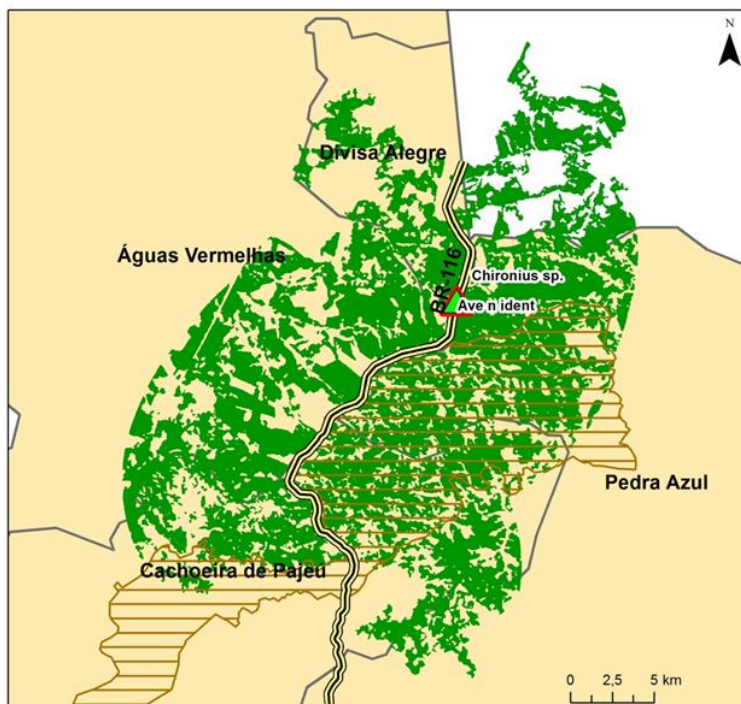 N
Divisa Alegre
Águas Vermelhas
BR-116
Chironius sp.
Ave n ident
Pedra Azul
Cachoeira de Pajeú
0 2,5 5 km